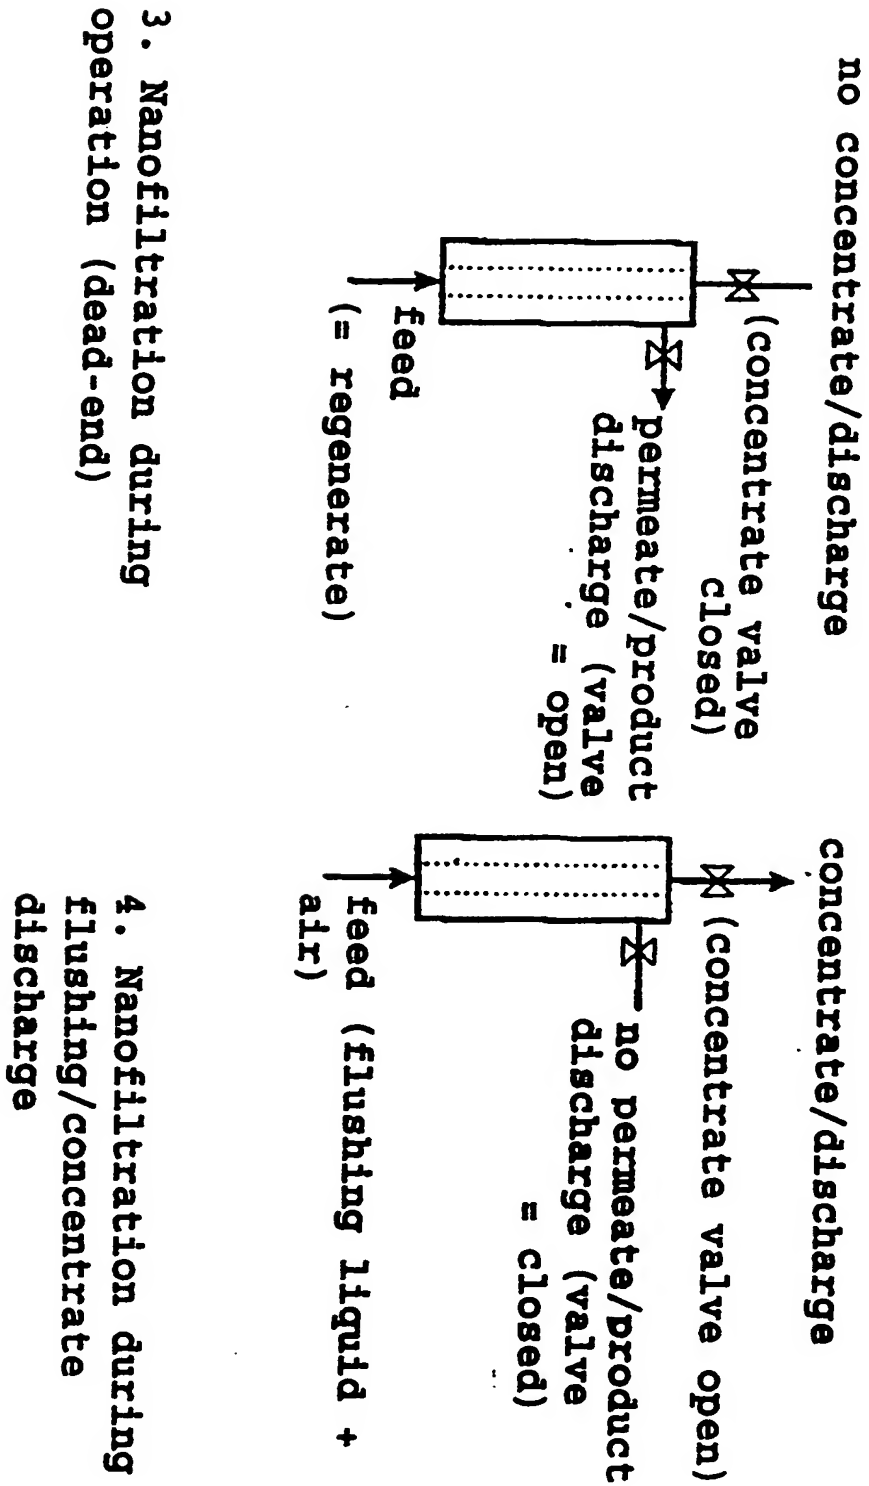 no concentrate/discharge
(concentrate valve
closed)
permeate/product
discharge (valve
= open)
feed
(= regenerate)
3. Nanofiltration during
operation (dead-end)
concentrate/discharge
(concentrate valve open)
no permeate/product
discharge (valve
= closed)
feed (flushing liquid +
air)
4. Nanofiltration during
flushing/concentrate
discharge